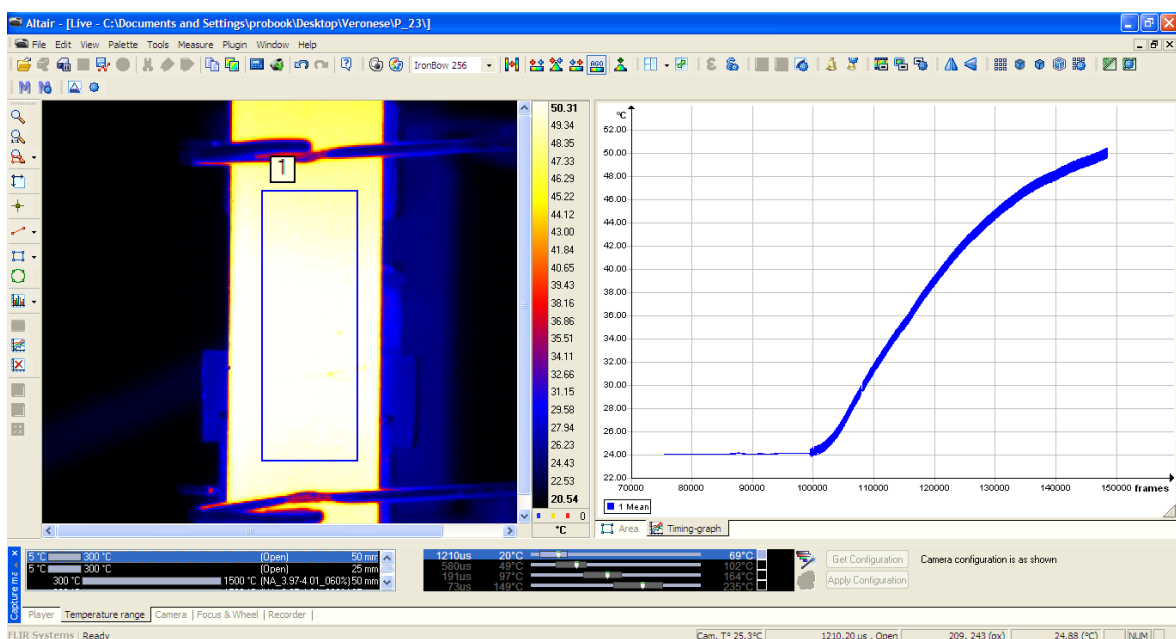 Altair - [Live - C:\Documents and Settings\probook\Desktop\Veronese\P_23\]
File Edit View Palette Tools Measure Plugin Window Help
IronBow 256
1
50.31
49.34
48.35
47.33
46.29
45.22
44.12
43.00
41.84
40.65
39.43
38.16
36.86
35.51
34.11
32.66
31.15
29.58
27.94
26.23
24.43
22.53
20.54
0
°C
°C
52.00
50.00
48.00
46.00
44.00
42.00
40.00
38.00
36.00
34.00
32.00
30.00
28.00
26.00
24.00
22.00
70000 80000 90000 100000 110000 120000 130000 140000 150000 frames
1 Mean
Area Timing-graph
Capture ma
5 °C 300 °C (Open) 50 mm
5 °C 300 °C (Open) 25 mm
300 °C 1500 °C (NA_3.97-4.01_060%) 50 mm
1210us 20°C 69°C
580us 49°C 102°C
191us 97°C 164°C
73us 149°C 235°C
Get Configuration
Apply Configuration
Camera configuration is as shown
Player Temperature range Camera Focus & Wheel Recorder
FLIR Systems Ready Cam. T° 25.3°C 1210.20 us , Open 209, 243 (px) 24.88 (°C) NUM